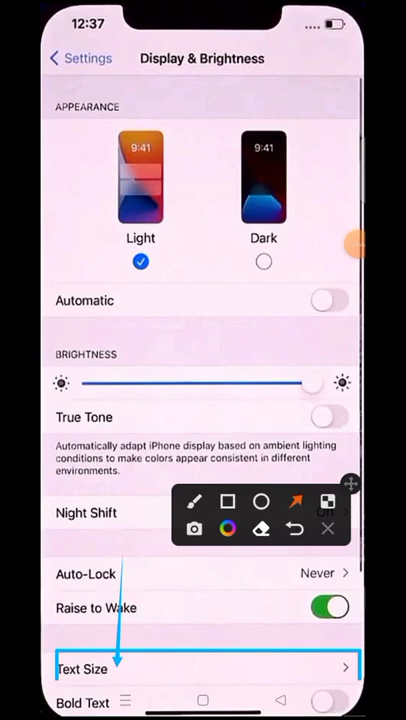 12:37
Settings
Display & Brightness
APPEARANCE
9:41
9:41
Light
Dark
Automatic
BRIGHTNESS
True Tone
Automatically adapt iPhone display based on ambient lighting
conditions to make colors appear consistent in different
environments.
Night Shift
Off
Auto-Lock
Never
Raise to Wake
Text Size
Bold Text